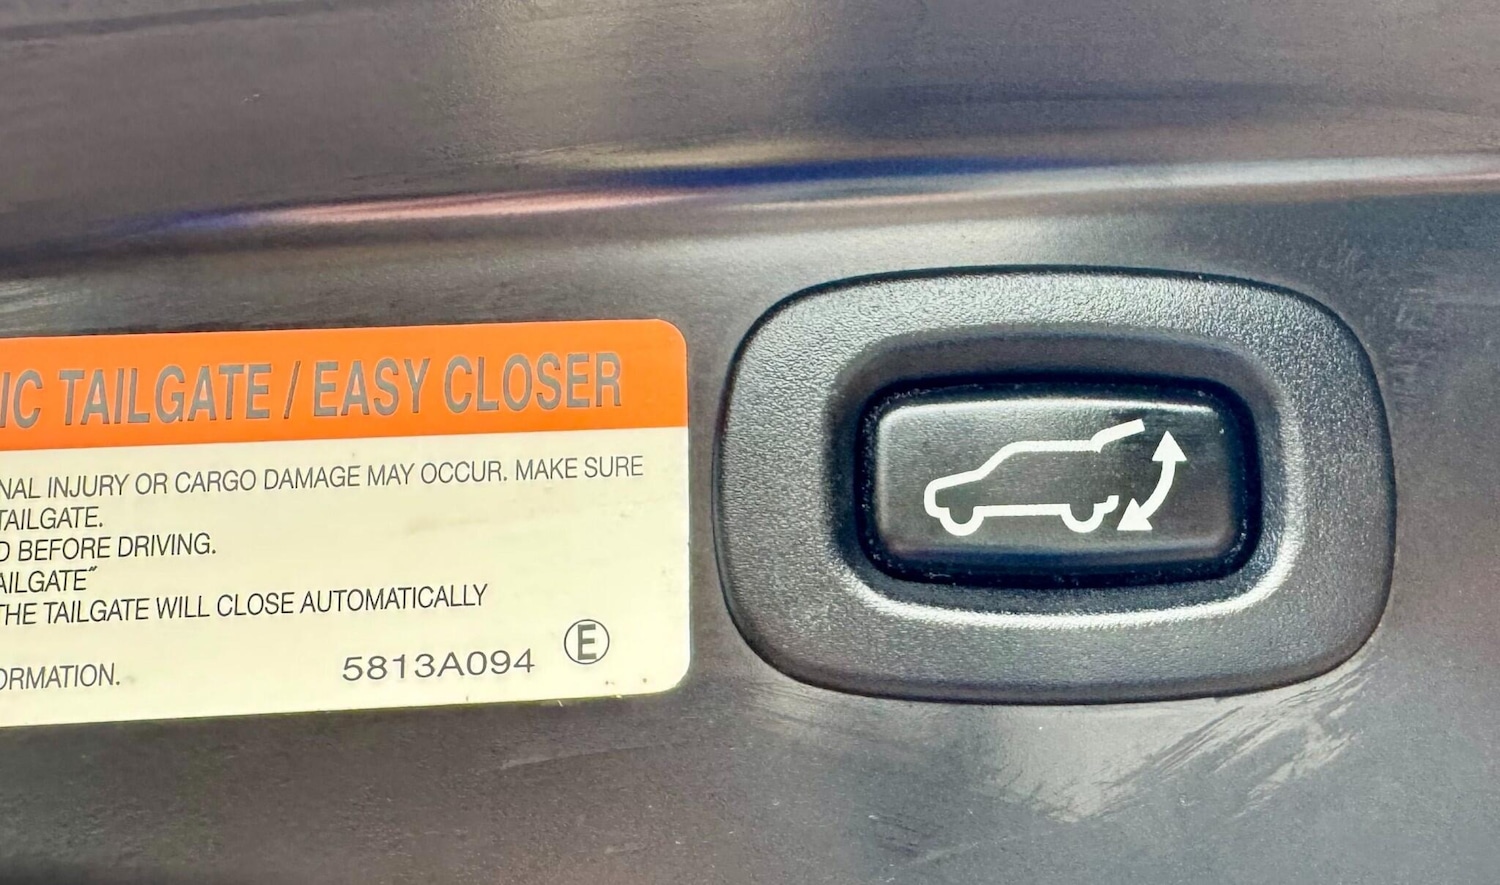 IC TAILGATE / EASY CLOSER
NAL INJURY OR CARGO DAMAGE MAY OCCUR. MAKE SURE
TAILGATE.
D BEFORE DRIVING.
AILGATE"
THE TAILGATE WILL CLOSE AUTOMATICALLY
ORMATION.
5813A094 E